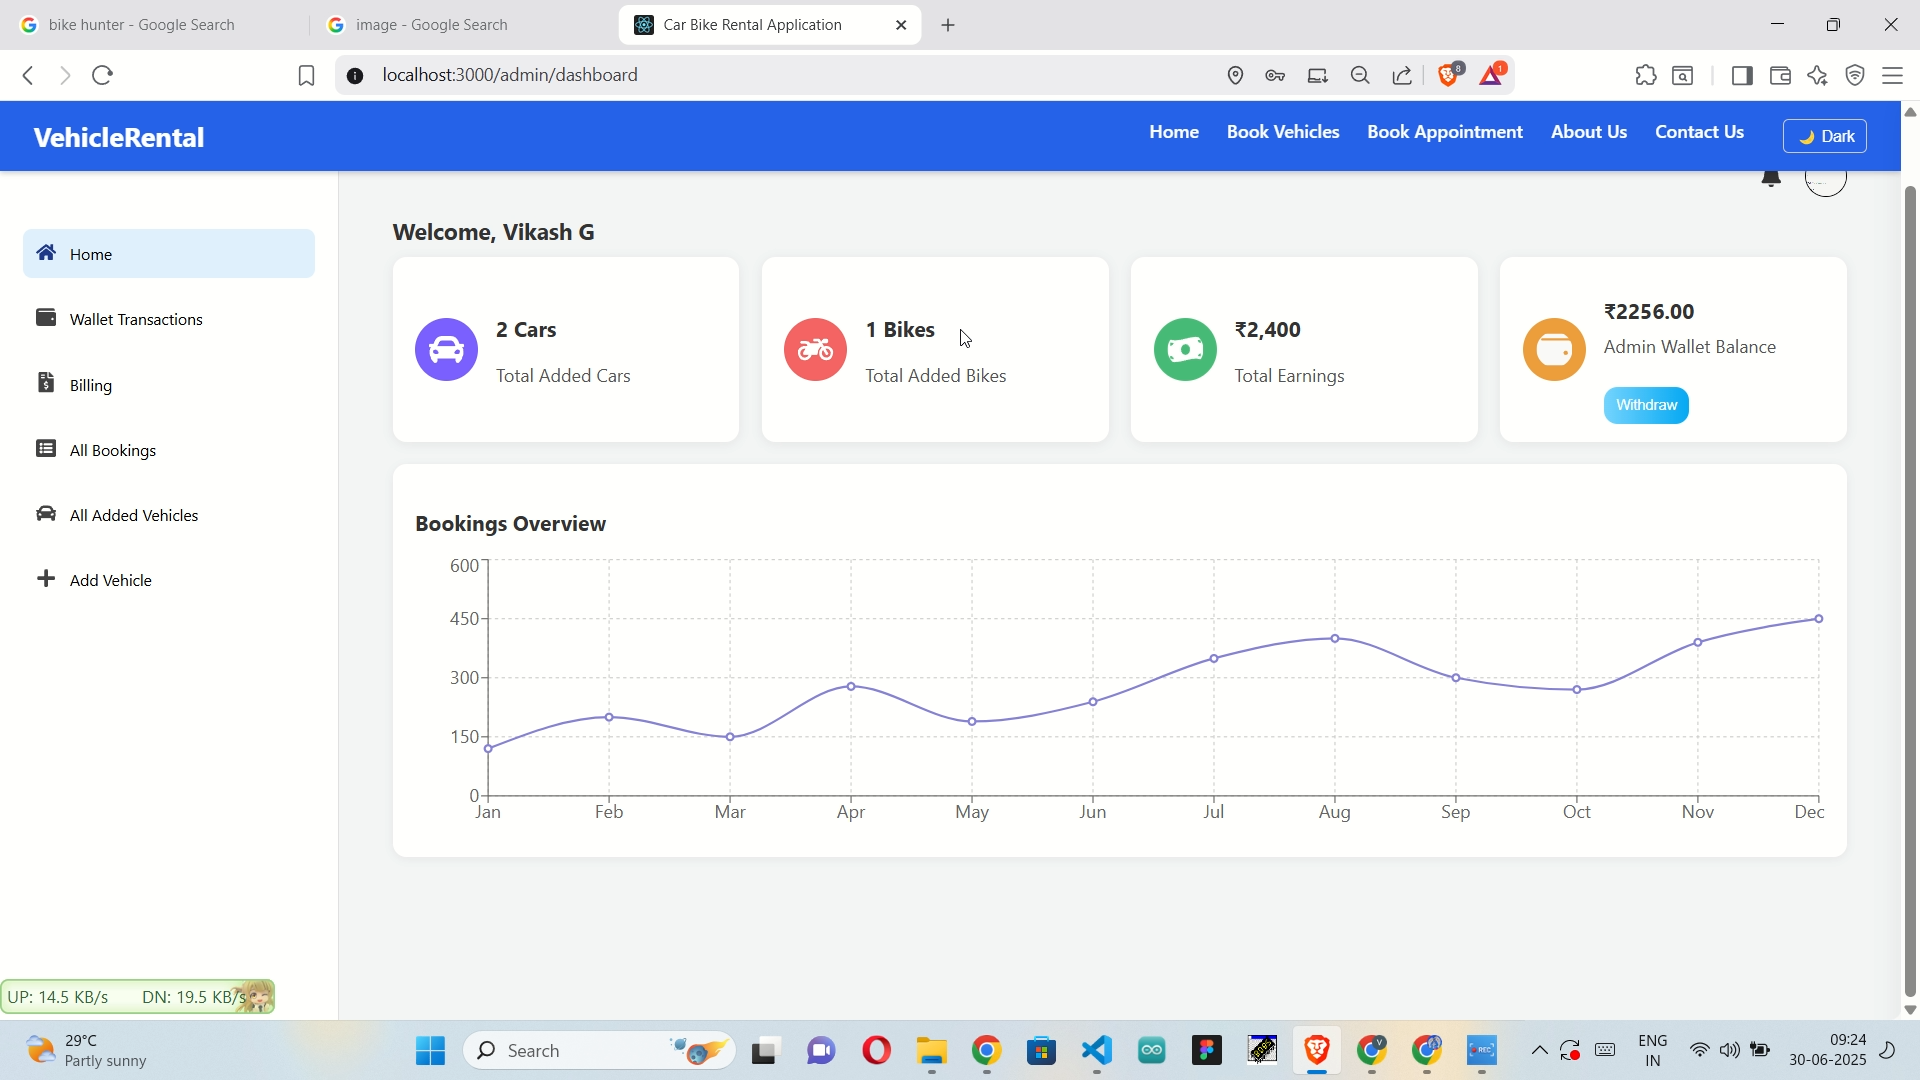 bike hunter - Google Search
image - Google Search
Car Bike Rental Application
localhost:3000/admin/dashboard
8
1
VehicleRental
Home
Book Vehicles
Book Appointment
About Us
Contact Us
Dark
Welcome, Vikash G
Home
Wallet Transactions
Billing
All Bookings
All Added Vehicles
Add Vehicle
2 Cars
Total Added Cars
1 Bikes
Total Added Bikes
₹2,400
Total Earnings
₹2256.00
Admin Wallet Balance
Withdraw
Bookings Overview
600
450
300
150
0
Jan Feb Mar Apr May Jun Jul Aug Sep Oct Nov Dec
UP: 14.5 KB/s DN: 19.5 KB/s
29°C
Partly sunny
Search
V
REC
ENG
IN
09:24
30-06-2025